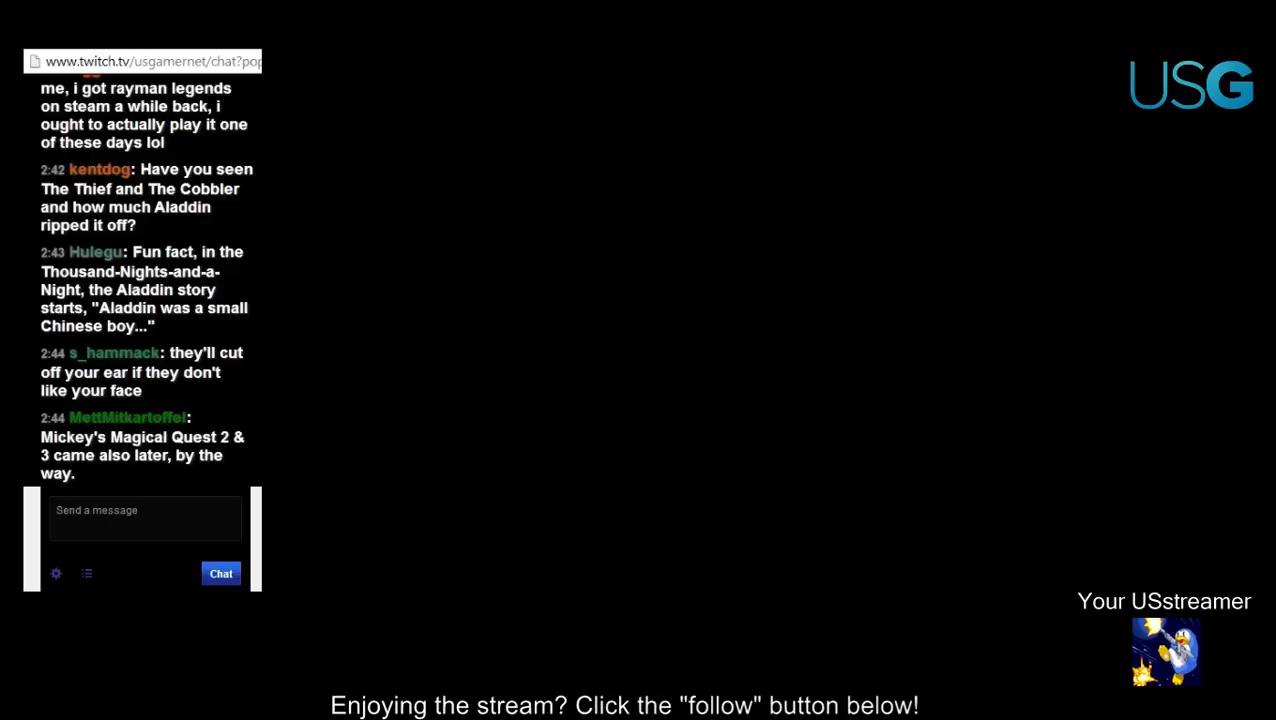 www.twitch.tv/usgamernet/chat?pop
me, i got rayman legends
on steam a while back, i
ought to actually play it one
of these days lol
2:42 kentdog: Have you seen
The Thief and The Cobbler
and how much Aladdin
ripped it off?
2:43 Hulegu: Fun fact, in the
Thousand-Nights-and-a-
Night, the Aladdin story
starts, "Aladdin was a small
Chinese boy..."
2:44 s_hammack: they'll cut
off your ear if they don't
like your face
2:44 MettMitkartoffel:
Mickey's Magical Quest 2 &
3 came also later, by the
way.
Send a message
Chat
USG
Your USstreamer
Enjoying the stream? Click the "follow" button below!